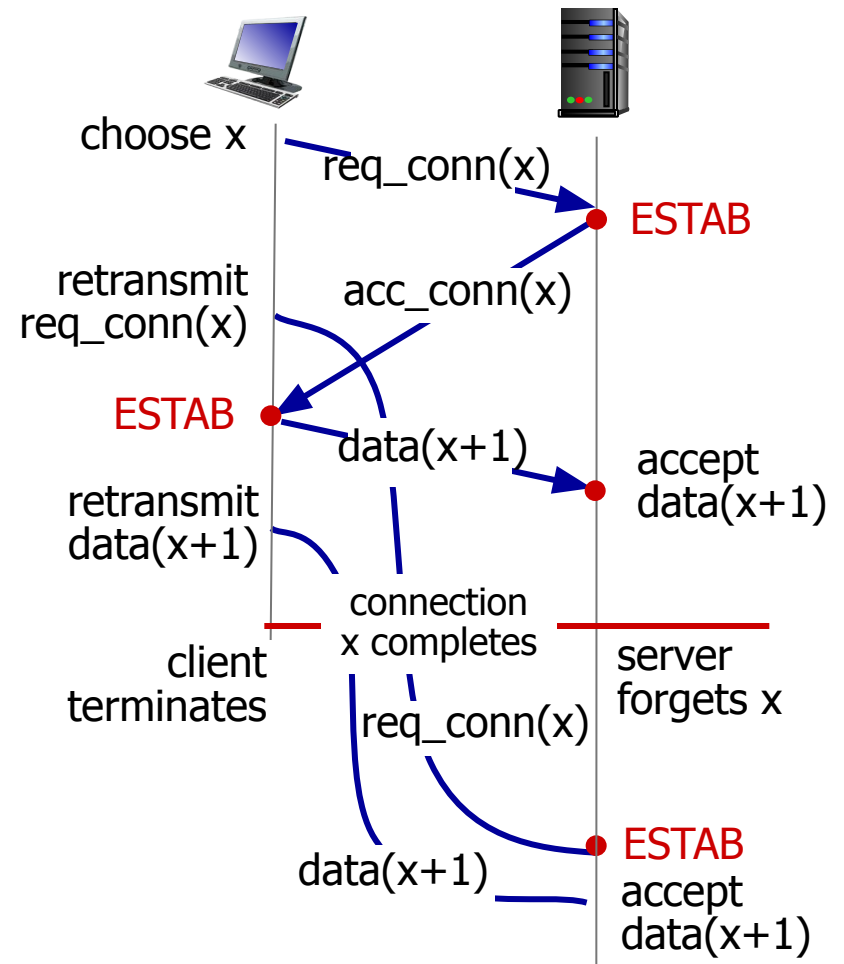 choose x
req_conn(x)
ESTAB
retransmit
req_conn(x)
acc_conn(x)
ESTAB
data(x+1)
accept
data(x+1)
retransmit
data(x+1)
connection
x completes
client
terminates
server
forgets x
req_conn(x)
ESTAB
data(x+1)
accept
data(x+1)